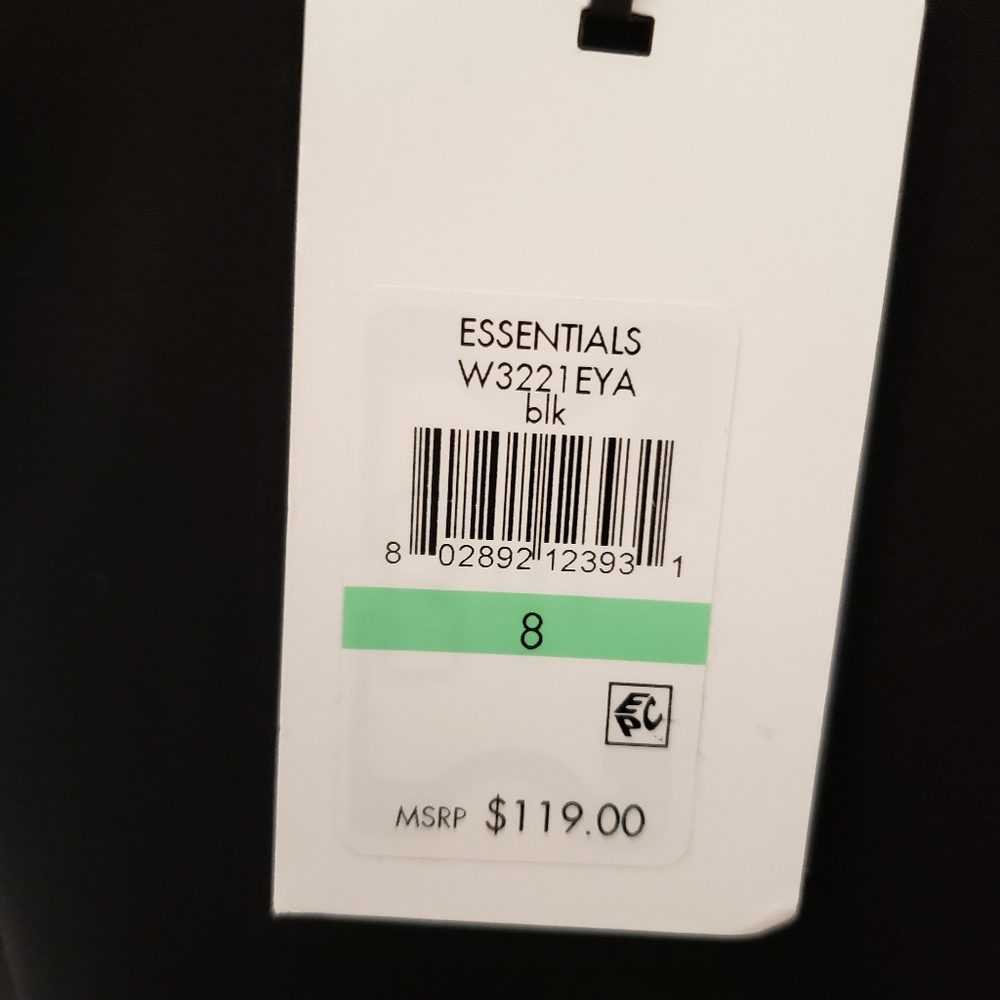 ESSENTIALS
W3221EYA
blk
8 02892 12393 1
8
EPC
MSRP $119.00